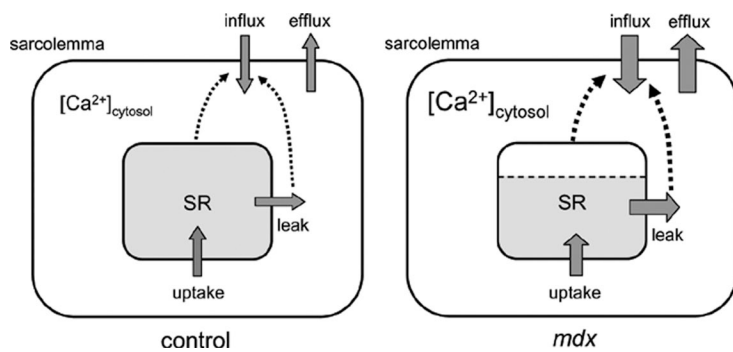 influx
efflux
sarcolemma
[Ca²⁺]cytosol
SR
leak
uptake
control
influx
efflux
sarcolemma
[Ca²⁺]cytosol
SR
leak
uptake
mdx